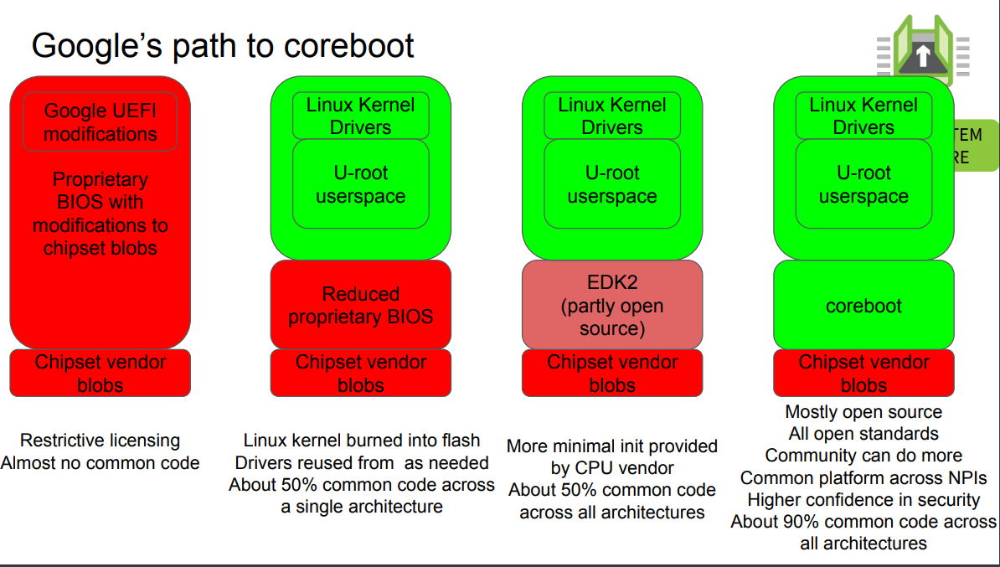 Google's path to coreboot
Google UEFI
modifications
Proprietary
BIOS with
modifications to
chipset blobs
Chipset vendor
blobs
Restrictive licensing
Almost no common code
Linux Kernel
Drivers
U-root
userspace
Reduced
proprietary BIOS
Chipset vendor
blobs
Linux kernel burned into flash
Drivers reused from  as needed
About 50% common code across
a single architecture
Linux Kernel
Drivers
U-root
userspace
EDK2
(partly open
source)
Chipset vendor
blobs
More minimal init provided
by CPU vendor
About 50% common code
across all architectures
Linux Kernel
Drivers
U-root
userspace
coreboot
Chipset vendor
blobs
Mostly open source
All open standards
Community can do more
Common platform across NPIs
Higher confidence in security
About 90% common code across
all architectures
TEM
RE